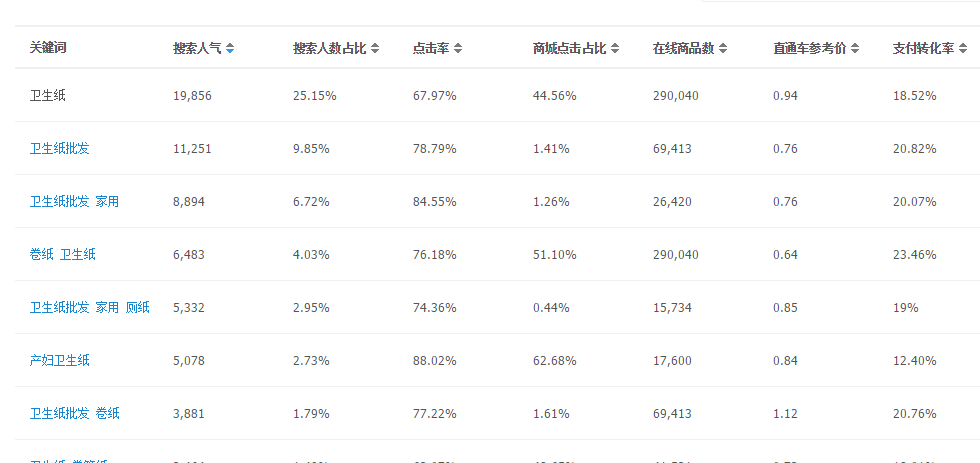 关键词 搜索人气 搜索人数占比 点击率 商城点击占比 在线商品数 直通车参考价 支付转化率
卫生纸 19,856 25.15% 67.97% 44.56% 290,040 0.94 18.52%
卫生纸批发 11,251 9.85% 78.79% 1.41% 69,413 0.76 20.82%
卫生纸批发 家用 8,894 6.72% 84.55% 1.26% 26,420 0.76 20.07%
卷纸 卫生纸 6,483 4.03% 76.18% 51.10% 290,040 0.64 23.46%
卫生纸批发 家用 厕纸 5,332 2.95% 74.36% 0.44% 15,734 0.85 19%
产妇卫生纸 5,078 2.73% 88.02% 62.68% 17,600 0.84 12.40%
卫生纸批发 卷纸 3,881 1.79% 77.22% 1.61% 69,413 1.12 20.76%